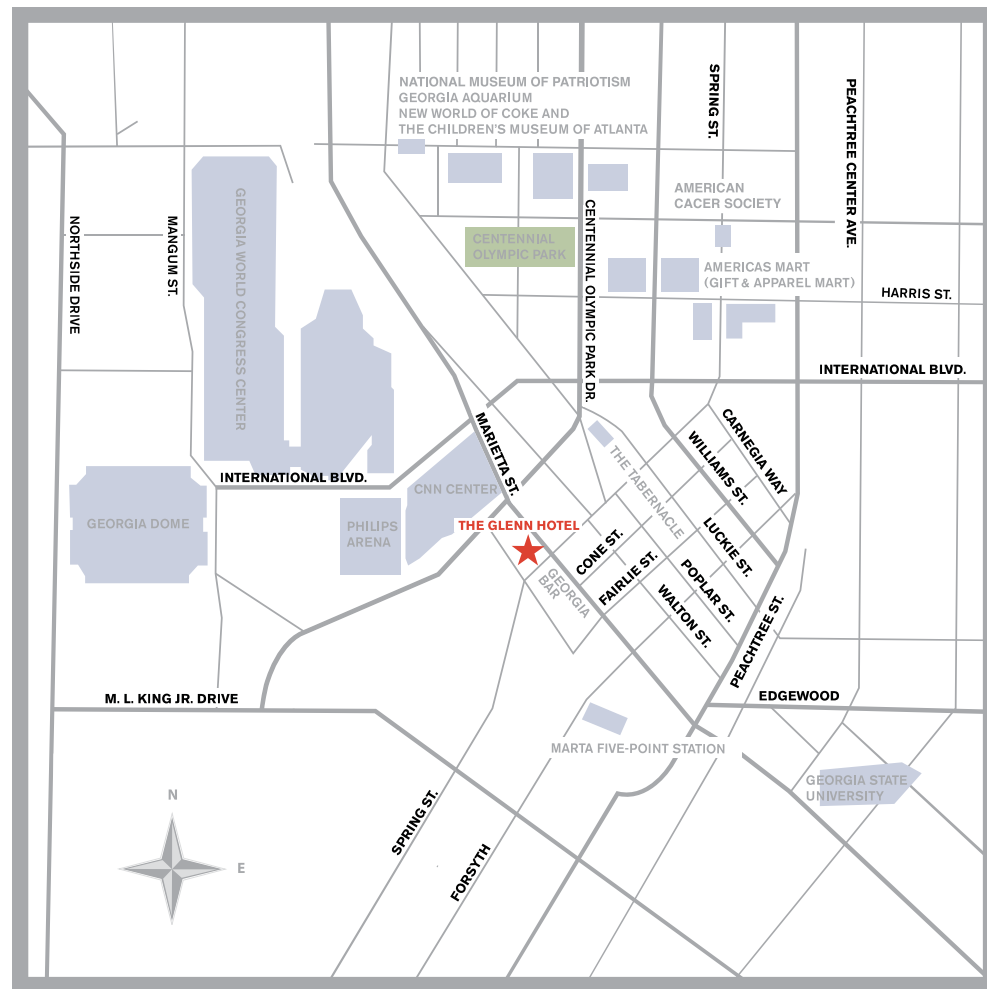 NATIONAL MUSEUM OF PATRIOTISM
GEORGIA AQUARIUM
NEW WORLD OF COKE AND
THE CHILDREN'S MUSEUM OF ATLANTA
SPRING ST.
PEACHTREE CENTER AVE.
AMERICAN
CACER SOCIETY
NORTHSIDE DRIVE
MANGUM ST.
GEORGIA WORLD CONGRESS CENTER
CENTENNIAL
OLYMPIC PARK
CENTENNIAL OLYMPIC PARK DR.
AMERICAS MART
(GIFT & APPAREL MART)
HARRIS ST.
INTERNATIONAL BLVD.
MARIETTA ST.
CARNEGIA WAY
WILLIAMS ST.
THE TABERNACLE
INTERNATIONAL BLVD.
CNN CENTER
GEORGIA DOME
PHILIPS
ARENA
THE GLENN HOTEL
LUCKIE ST.
CONE ST.
GEORGIA
BAR
FAIRLIE ST.
POPLAR ST.
WALTON ST.
PEACHTREE ST.
M. L. KING JR. DRIVE
EDGEWOOD
MARTA FIVE-POINT STATION
GEORGIA STATE
UNIVERSITY
SPRING ST.
FORSYTH
N
E